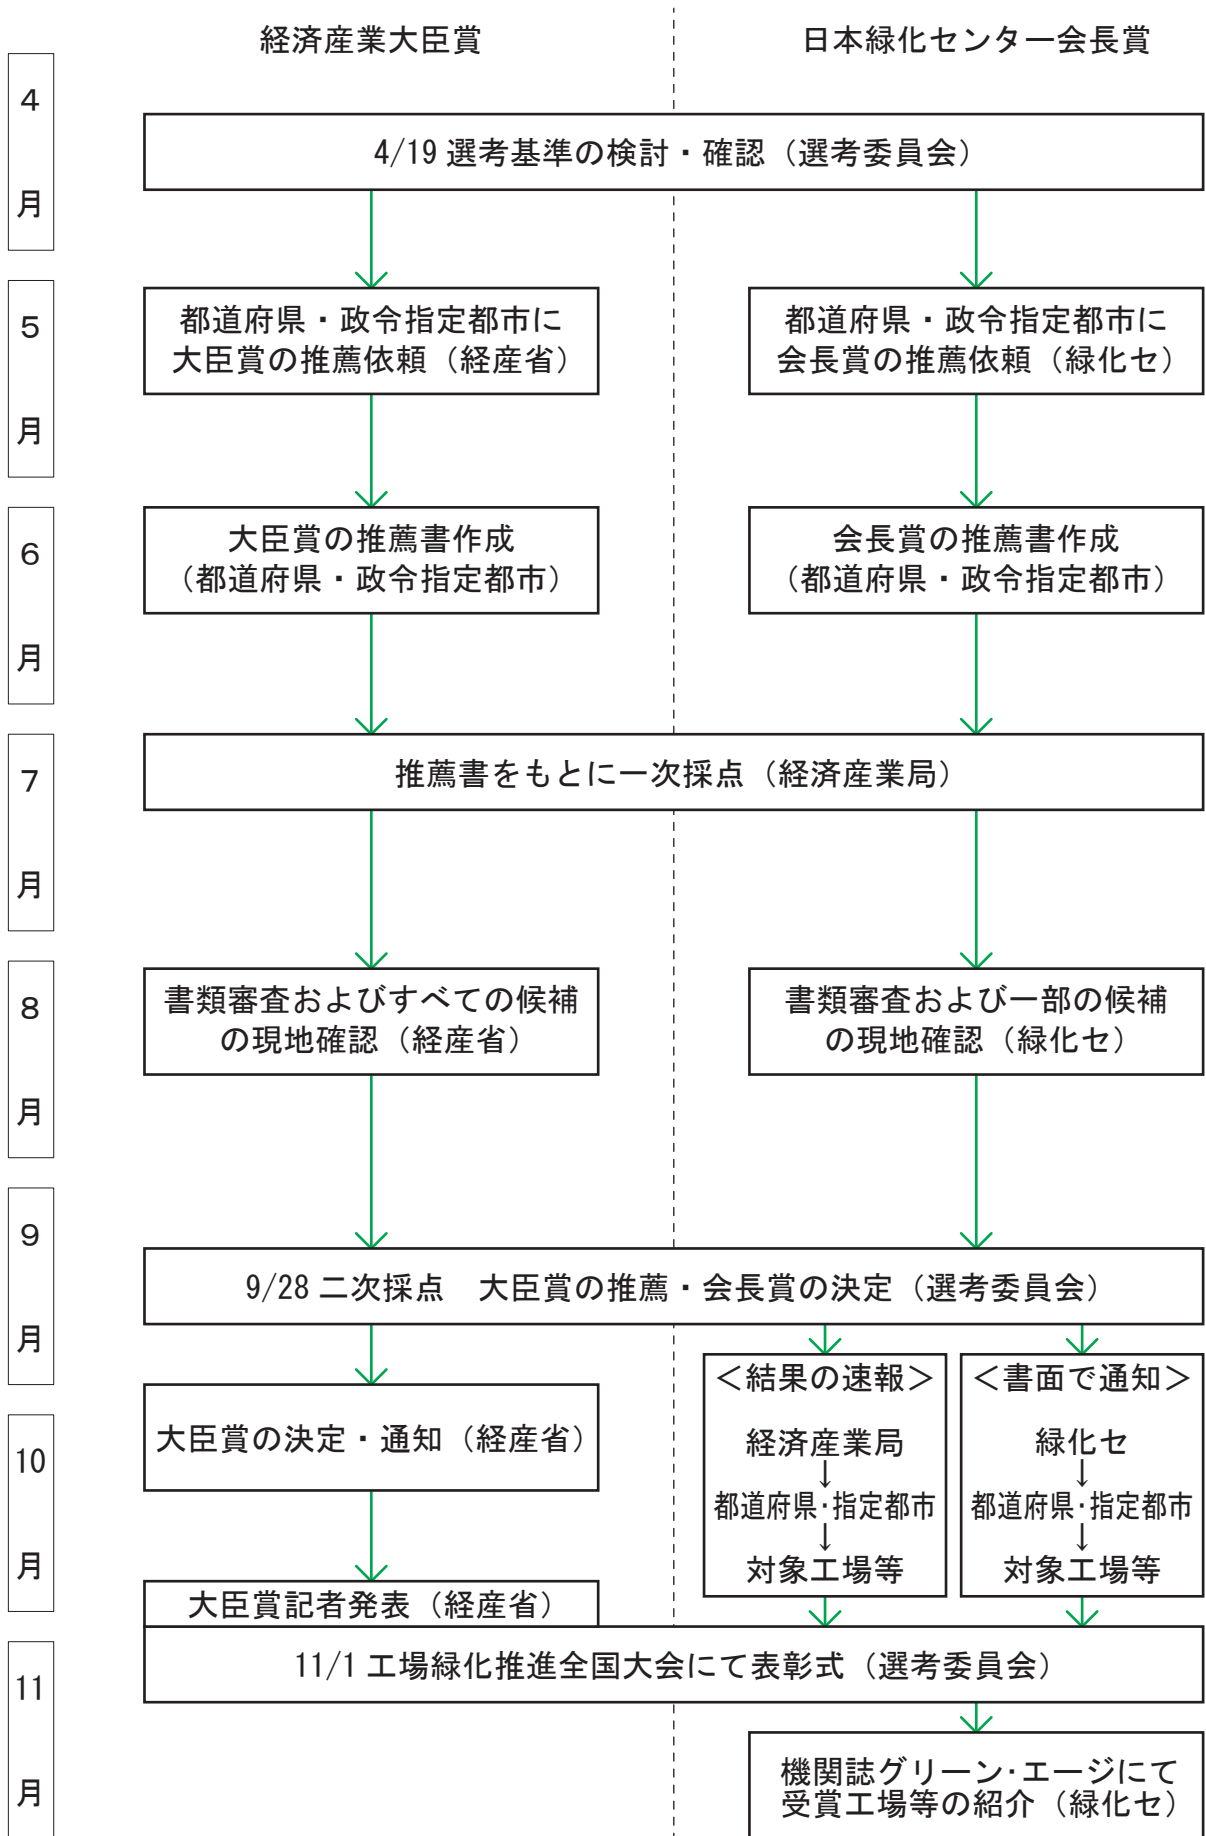 経済産業大臣賞
日本緑化センター会長賞
4
月
4/19 選考基準の検討・確認（選考委員会）
5
月
都道府県・政令指定都市に
大臣賞の推薦依頼（経産省）
都道府県・政令指定都市に
会長賞の推薦依頼（緑化セ）
6
月
大臣賞の推薦書作成
（都道府県・政令指定都市）
会長賞の推薦書作成
（都道府県・政令指定都市）
7
月
推薦書をもとに一次採点（経済産業局）
8
月
書類審査およびすべての候補
の現地確認（経産省）
書類審査および一部の候補
の現地確認（緑化セ）
9
月
9/28 二次採点　大臣賞の推薦・会長賞の決定（選考委員会）
10
月
大臣賞の決定・通知（経産省）
＜結果の速報＞
経済産業局
↓
都道府県･指定都市
↓
対象工場等
＜書面で通知＞
緑化セ
↓
都道府県･指定都市
↓
対象工場等
大臣賞記者発表（経産省）
11
月
11/1 工場緑化推進全国大会にて表彰式（選考委員会）
機関誌グリーン･エージにて
受賞工場等の紹介（緑化セ）